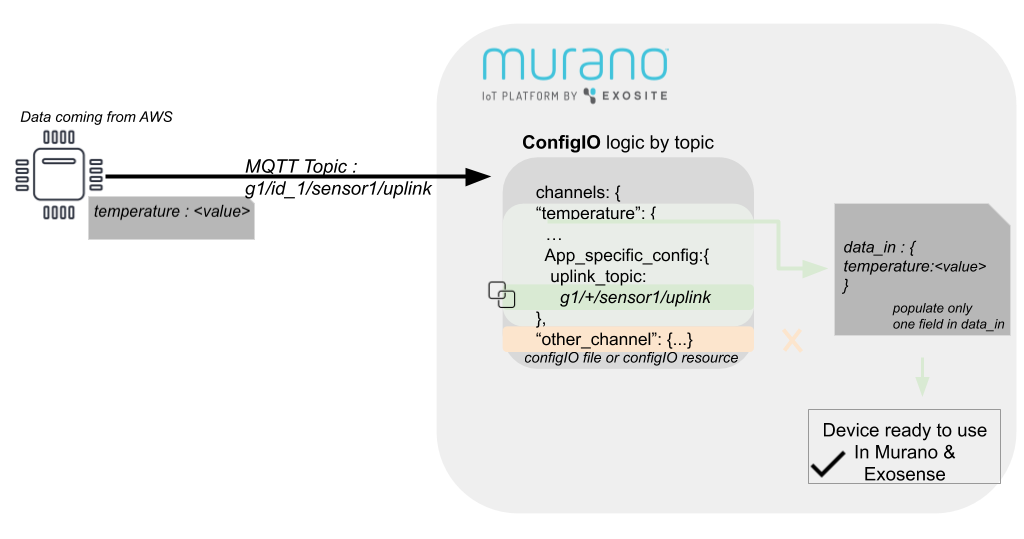 murano
IoT PLATFORM BY EXOSITE
Data coming from AWS
MQTT Topic :
g1/id_1/sensor1/uplink
temperature : <value>
ConfigIO logic by topic
channels: {
“temperature”: {
...
App_specific_config:{
uplink_topic:
g1/+/sensor1/uplink
},
“other_channel”: {...}
configIO file or configIO resource
data_in : {
temperature:<value>
}
populate only
one field in data_in
Device ready to use
In Murano &
Exosense